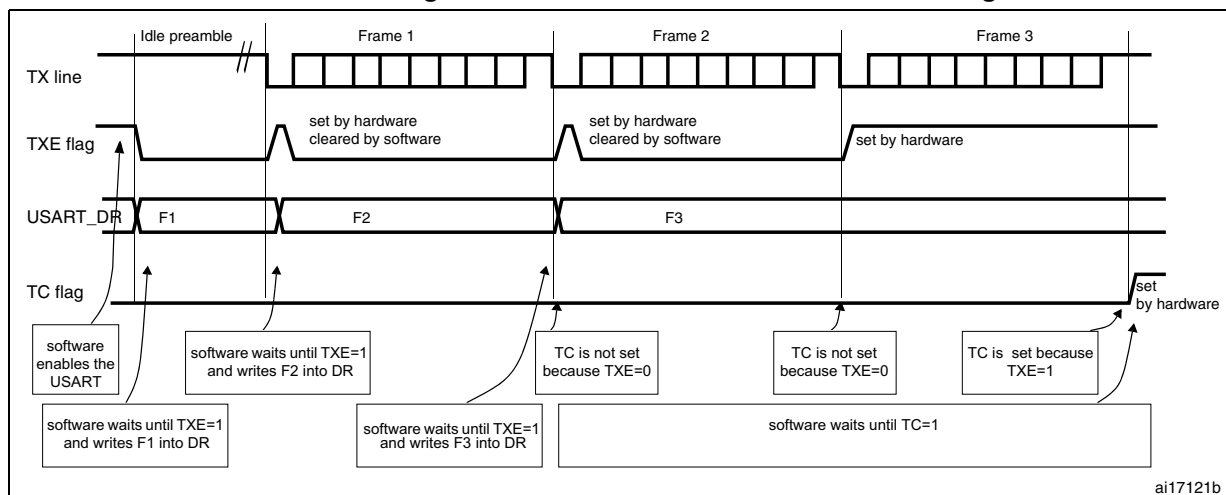 Idle preamble
Frame 1
Frame 2
Frame 3
TX line
TXE flag
set by hardware
cleared by software
set by hardware
cleared by software
set by hardware
USART_DR
F1
F2
F3
TC flag
set
by hardware
software
enables the
USART
software waits until TXE=1
and writes F2 into DR
TC is not set
because TXE=0
TC is not set
because TXE=0
TC is set because
TXE=1
software waits until TXE=1
and writes F1 into DR
software waits until TXE=1
and writes F3 into DR
software waits until TC=1
ai17121b